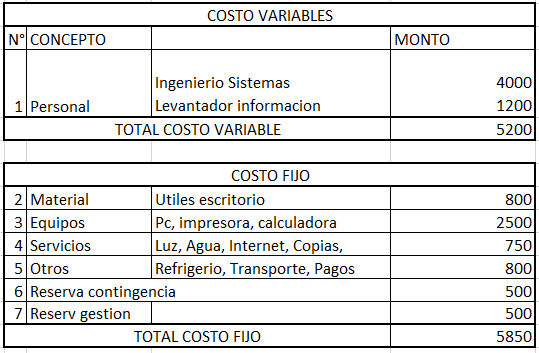 COSTO VARIABLES
N° CONCEPTO MONTO
Ingenierio Sistemas 4000
1 Personal Levantador informacion 1200
TOTAL COSTO VARIABLE 5200
COSTO FIJO
2 Material Utiles escritorio 800
3 Equipos Pc, impresora, calculadora 2500
4 Servicios Luz, Agua, Internet, Copias, 750
5 Otros Refrigerio, Transporte, Pagos 800
6 Reserva contingencia 500
7 Reserv gestion 500
TOTAL COSTO FIJO 5850